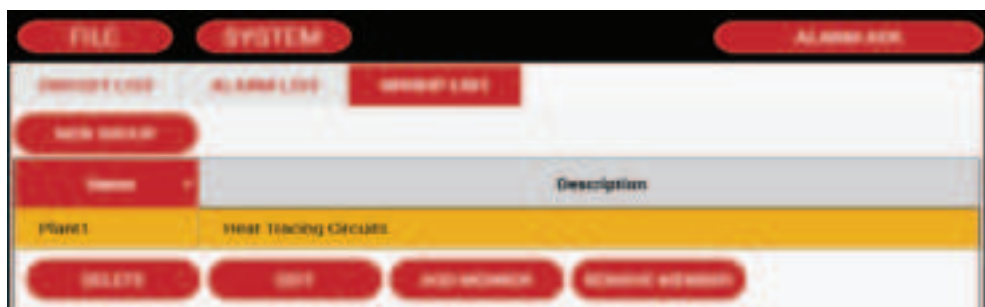 FILE SYSTEM ALARM ACK
CIRCUIT LIST ALARM LIST GROUP LIST
NEW GROUP
Name Description
Plant1 Heat Tracing Circuits
DELETE EDIT ADD MEMBER REMOVE MEMBER